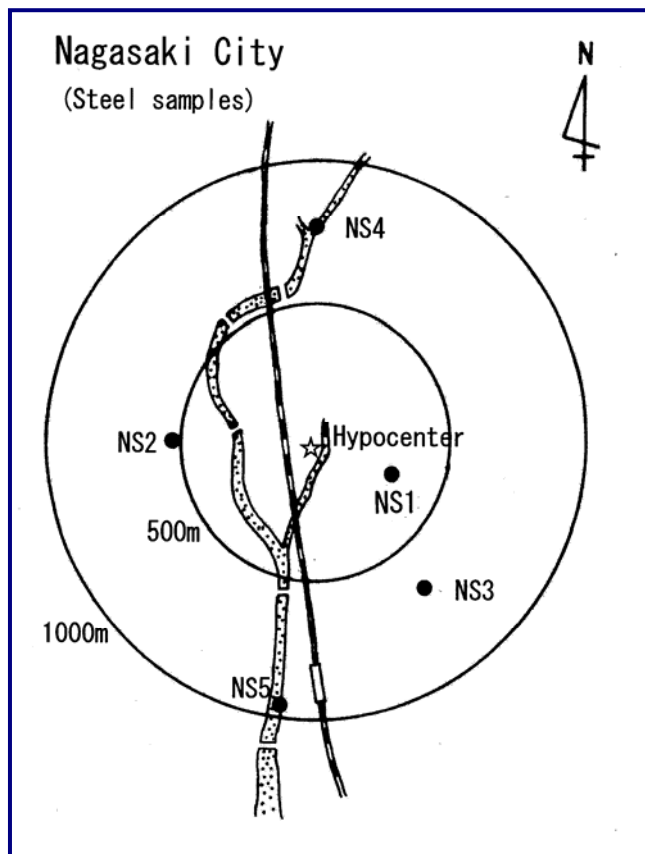 Nagasaki City
(Steel samples)
N
NS4
NS2
Hypocenter
NS1
500m
NS3
1000m
NS5